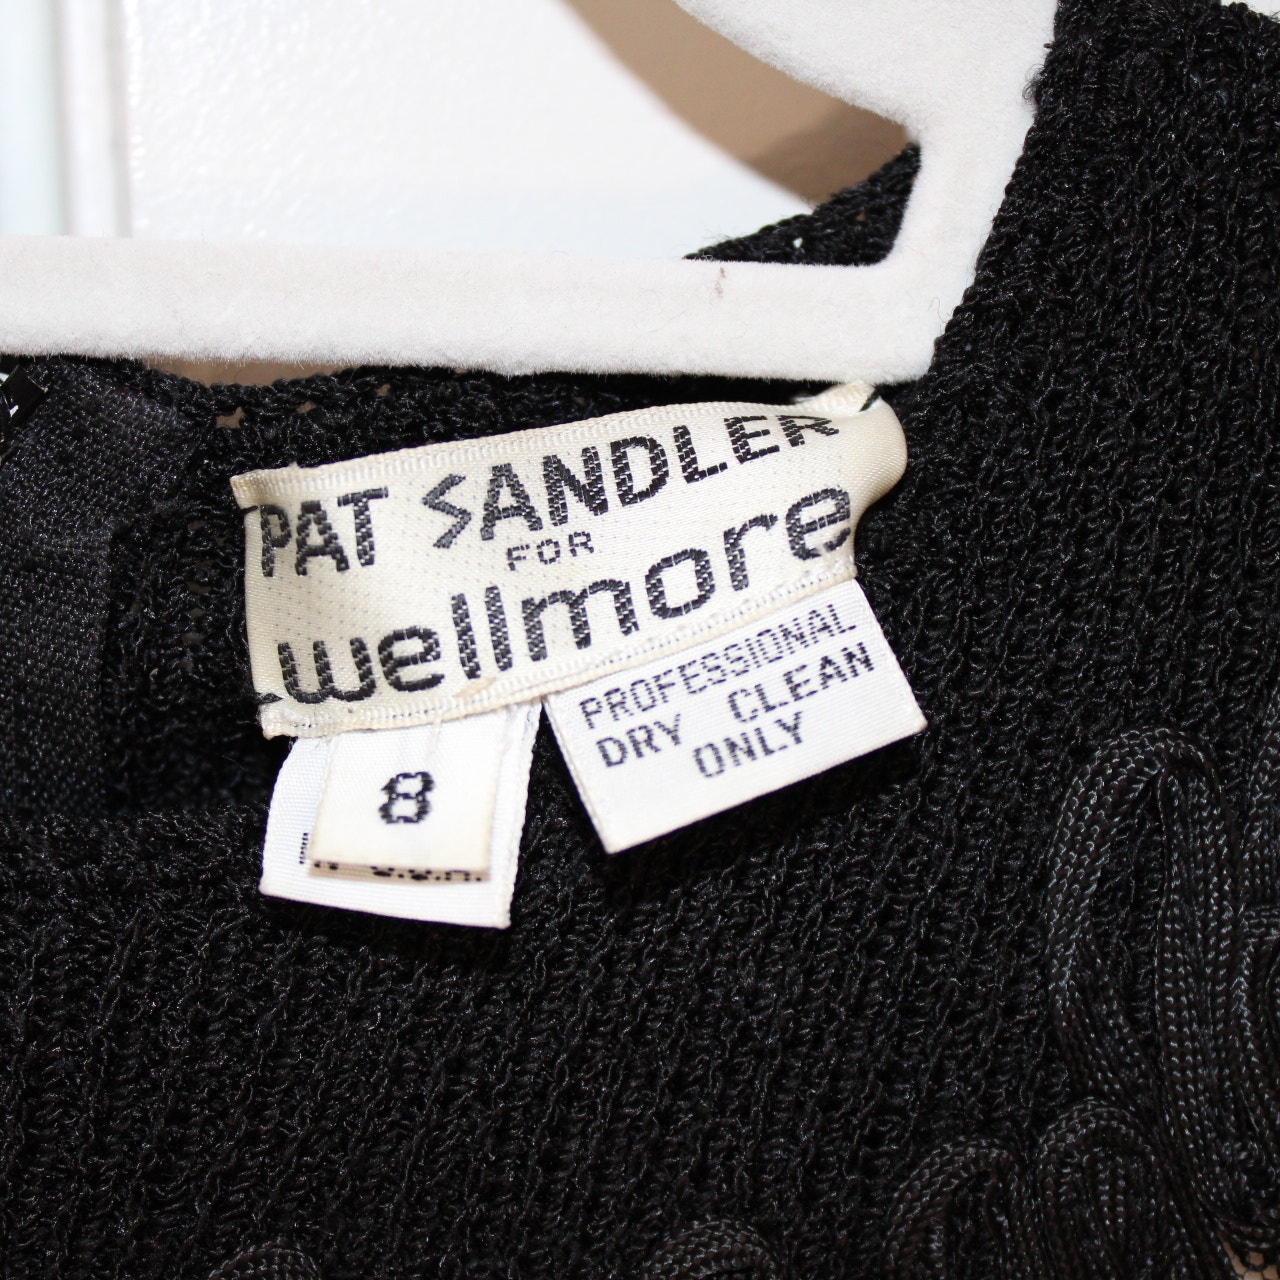 PAT SANDLER
FOR
wellmore
PROFESSIONAL
DRY CLEAN
ONLY
8
U.S.A.